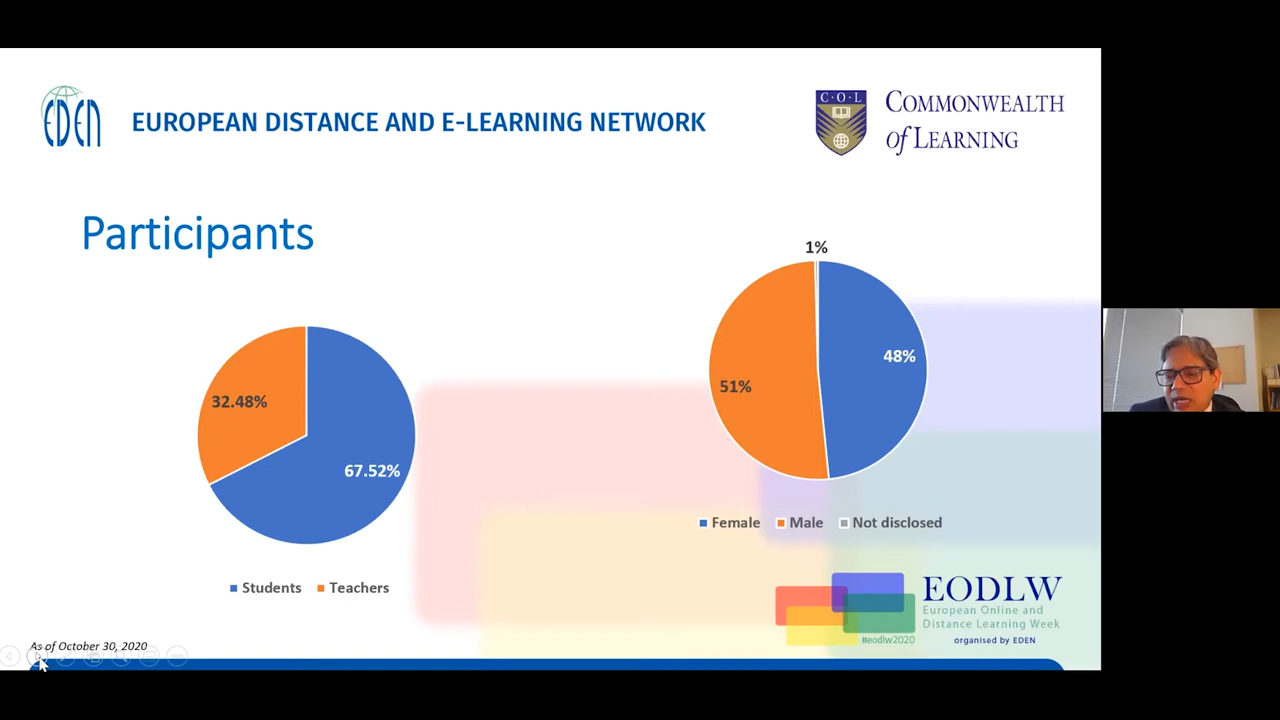 EDEN
EUROPEAN DISTANCE AND E-LEARNING NETWORK
C·O·L
COMMONWEALTH
of LEARNING
Participants
32.48%
67.52%
Students Teachers
1%
48%
51%
Female Male Not disclosed
EODLW
European Online and
Distance Learning Week
#eodlw2020
organised by EDEN
As of October 30, 2020